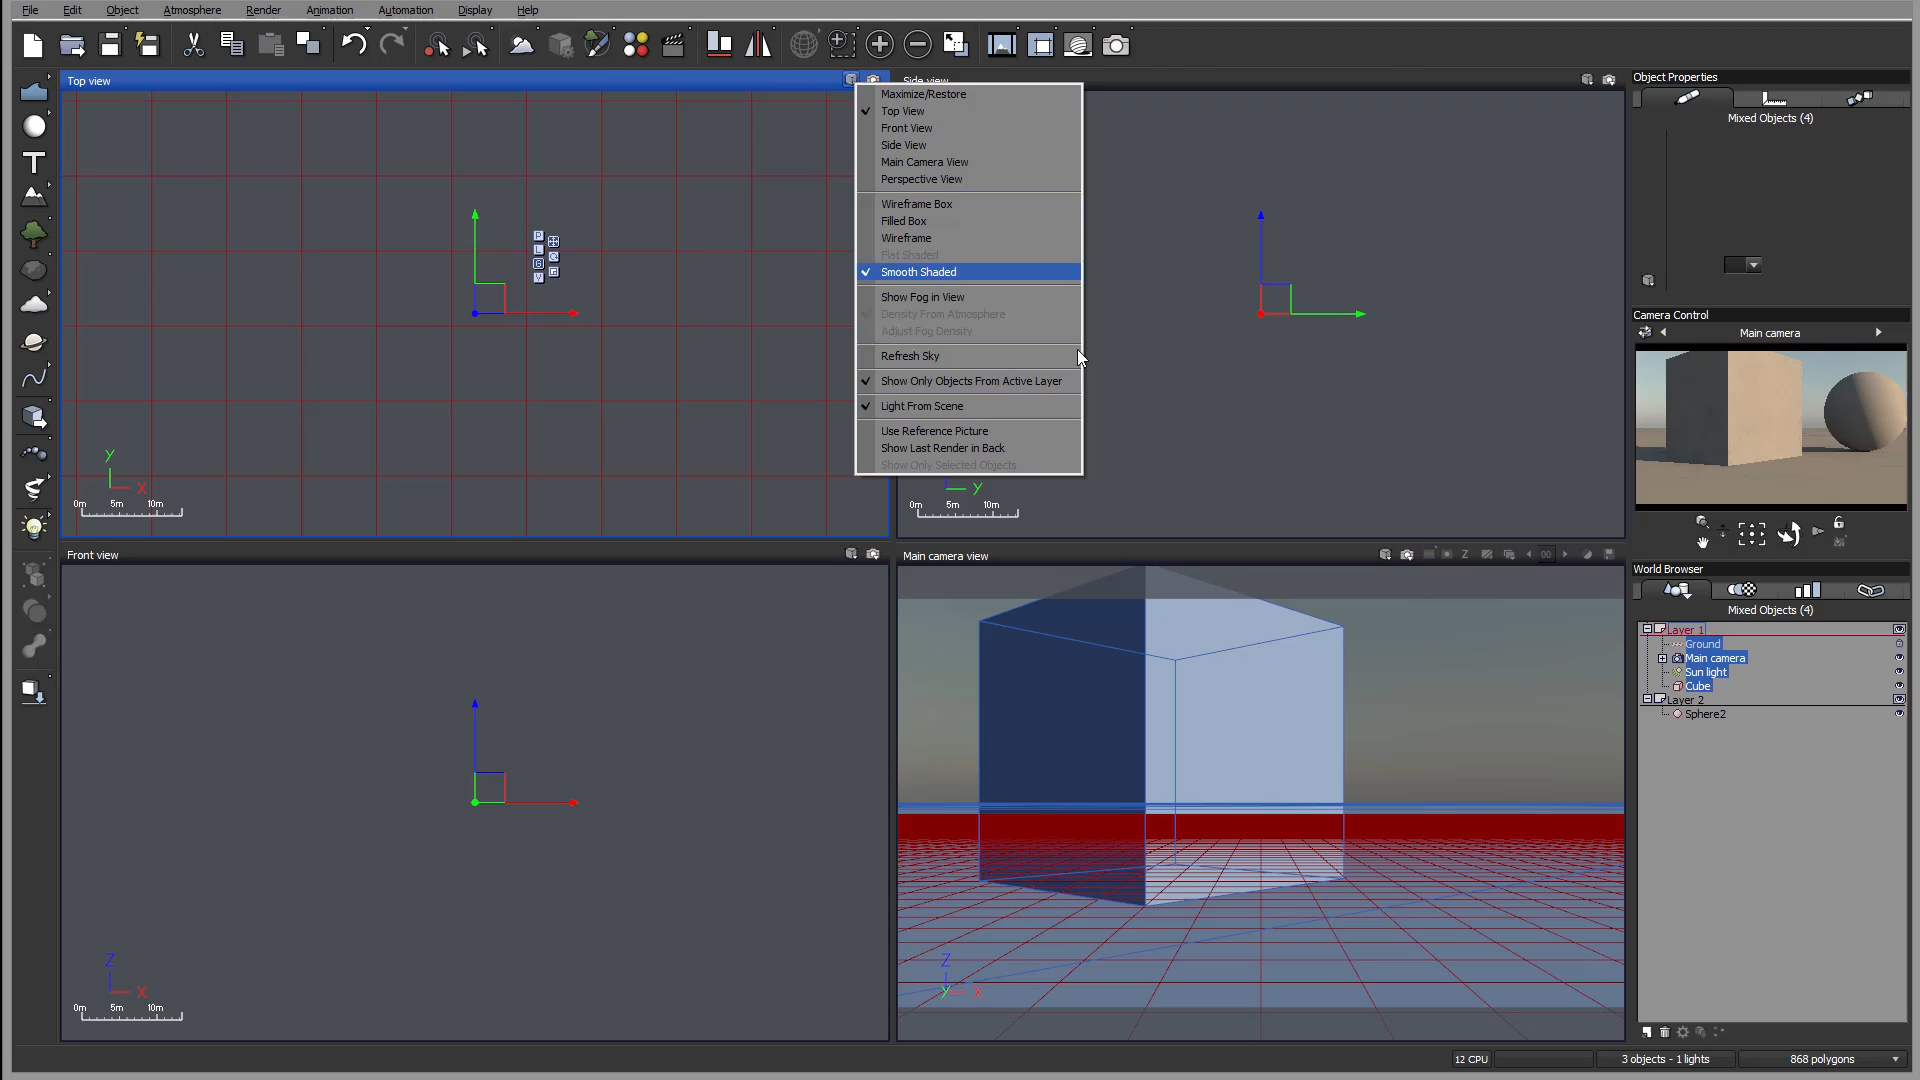 File Edit Object Atmosphere Render Animation Automation Display Help
Top view
Side view
Object Properties
Mixed Objects (4)
Maximize/Restore
Top View
Front View
Side View
Main Camera View
Perspective View
Wireframe Box
Filled Box
Wireframe
Flat Shaded
Smooth Shaded
Show Fog in View
Density From Atmosphere
Adjust Fog Density
Refresh Sky
Show Only Objects From Active Layer
Light From Scene
Use Reference Picture
Show Last Render in Back
Show Only Selected Objects
P
L
G
V
Y
X
0m 5m 10m
Y
0m 5m 10m
Camera Control
Main camera
Front view
Z
X
0m 5m 10m
Main camera view
Z
00
Z
Y X
World Browser
Mixed Objects (4)
Layer 1
Ground
Main camera
Sun light
Cube
Layer 2
Sphere2
12 CPU
3 objects - 1 lights
868 polygons